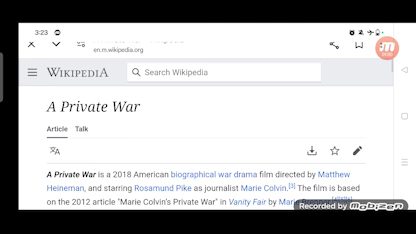 3:23
en.m.wikipedia.org
WIKIPEDIA
Search Wikipedia
A Private War
Article Talk
A Private War is a 2018 American biographical war drama film directed by Matthew
Heineman, and starring Rosamund Pike as journalist Marie Colvin.[3] The film is based
on the 2012 article "Marie Colvin's Private War" in Vanity Fair by Marie
Recorded by Mobizen